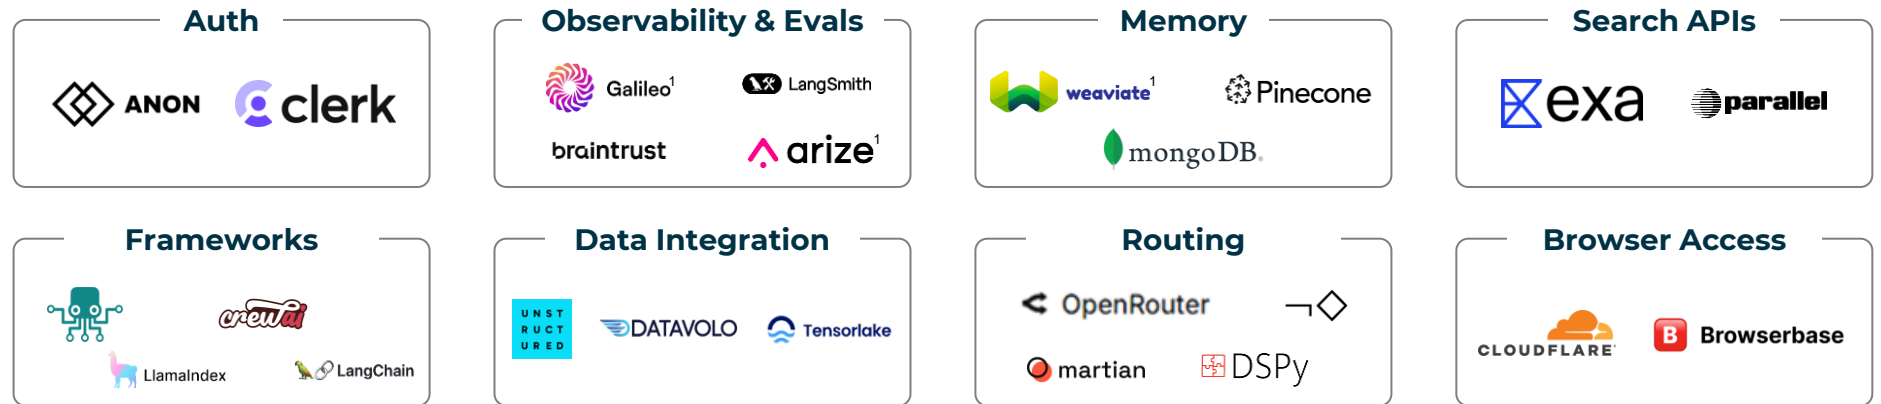 Auth
ANON
clerk
Observability & Evals
Galileo¹
LangSmith
braintrust
arize¹
Memory
weaviate¹
Pinecone
mongoDB®
Search APIs
exa
parallel
Frameworks
crewai
LlamaIndex
LangChain
Data Integration
UNST
RUCT
URED
DATAVOLO
Tensorlake
Routing
OpenRouter
martian
DSPy
Browser Access
CLOUDFLARE®
B Browserbase